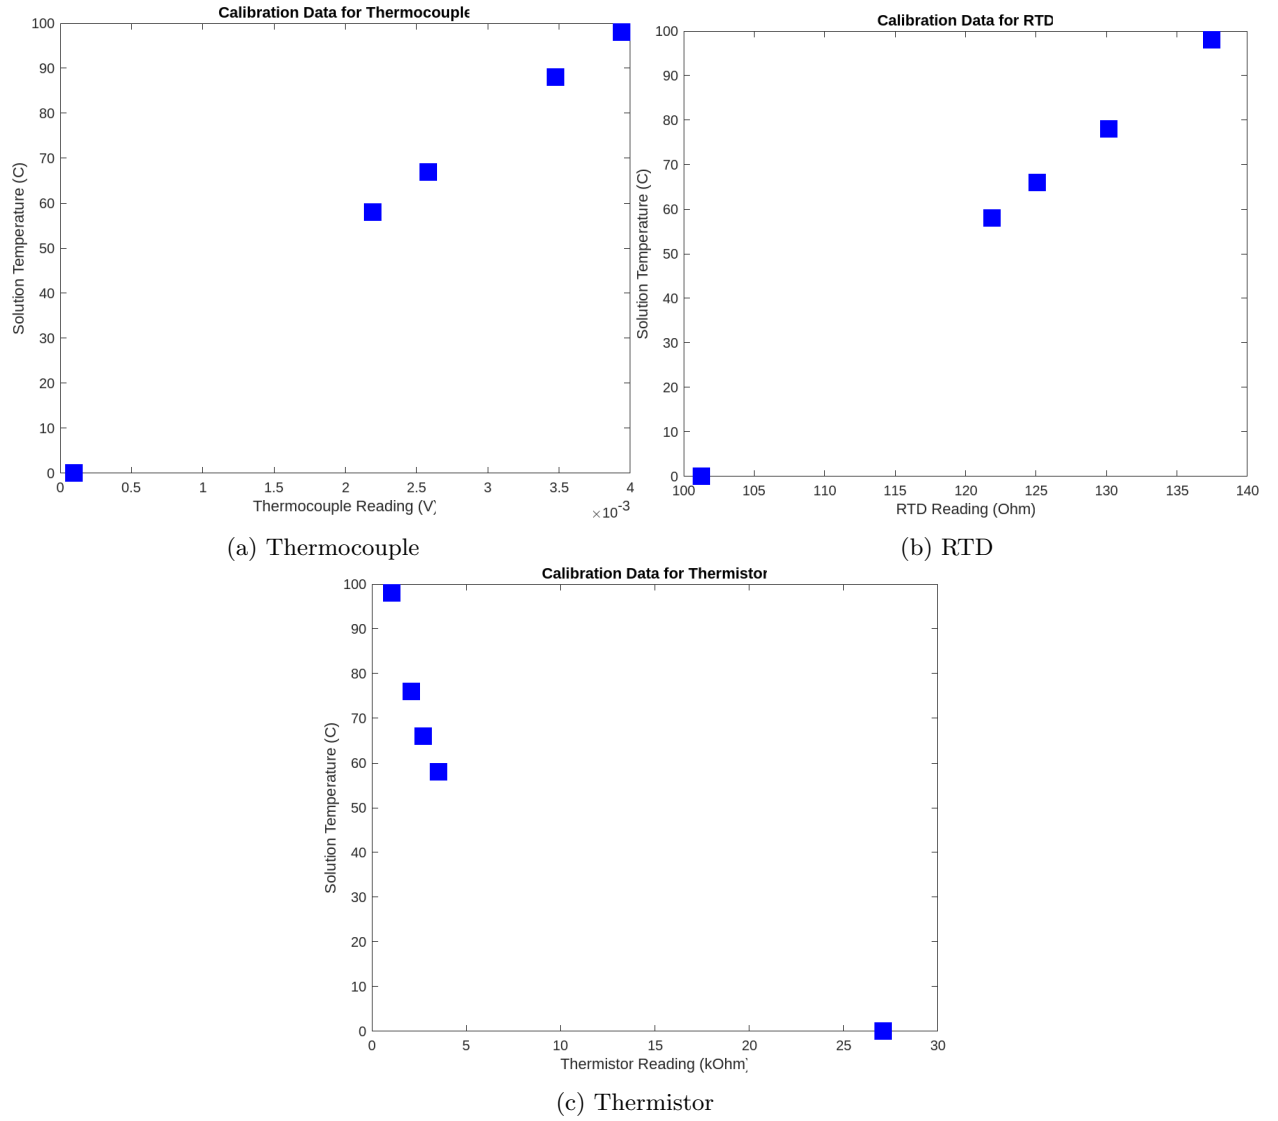 Calibration Data for Thermocouple
100
90
80
70
60
50
40
30
20
10
0
Solution Temperature (C)
0 0.5 1 1.5 2 2.5 3 3.5 4
Thermocouple Reading (V)
×10-3
(a) Thermocouple
Calibration Data for RTD
100
90
80
70
60
50
40
30
20
10
0
Solution Temperature (C)
100 105 110 115 120 125 130 135 140
RTD Reading (Ohm)
(b) RTD
Calibration Data for Thermistor
100
90
80
70
60
50
40
30
20
10
0
Solution Temperature (C)
0 5 10 15 20 25 30
Thermistor Reading (kOhm)
(c) Thermistor